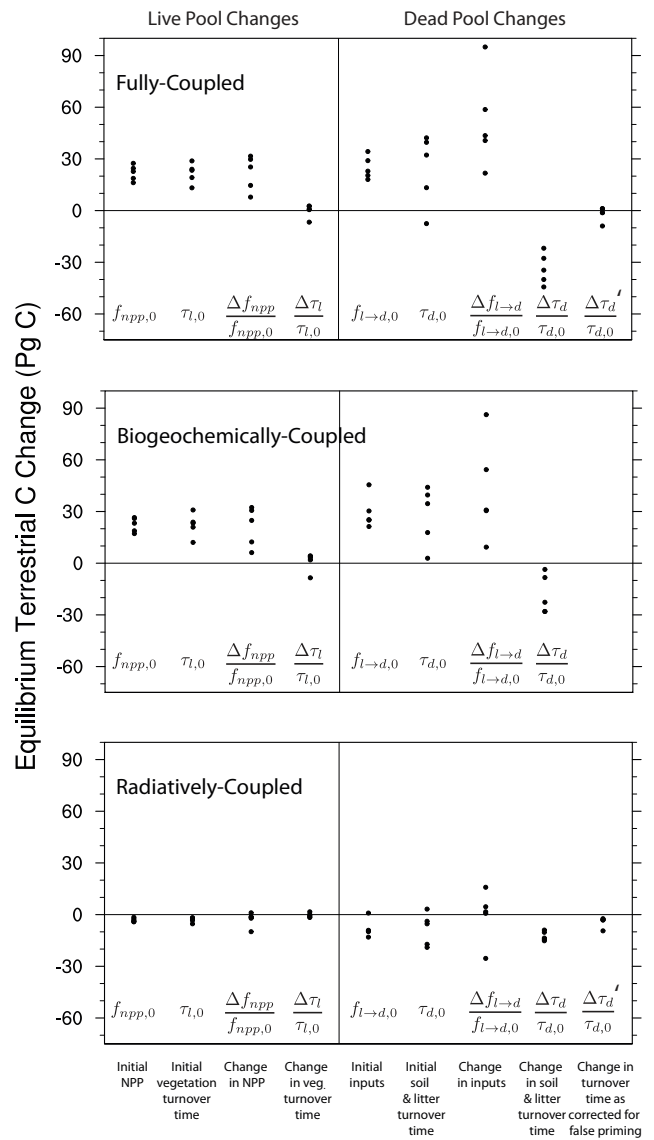 Live Pool Changes Dead Pool Changes
Equilibrium Terrestrial C Change (Pg C)
Fully-Coupled
90
60
30
0
-30
-60
f_{npp,0} τ_{l,0} Δf_{npp}/f_{npp,0} Δτ_l/τ_{l,0} f_{l→d,0} τ_{d,0} Δf_{l→d}/f_{l→d,0} Δτ_d/τ_{d,0} Δτ_d′/τ_{d,0}
Biogeochemically-Coupled
90
60
30
0
-30
-60
f_{npp,0} τ_{l,0} Δf_{npp}/f_{npp,0} Δτ_l/τ_{l,0} f_{l→d,0} τ_{d,0} Δf_{l→d}/f_{l→d,0} Δτ_d/τ_{d,0}
Radiatively-Coupled
90
60
30
0
-30
-60
f_{npp,0} τ_{l,0} Δf_{npp}/f_{npp,0} Δτ_l/τ_{l,0} f_{l→d,0} τ_{d,0} Δf_{l→d}/f_{l→d,0} Δτ_d/τ_{d,0} Δτ_d′/τ_{d,0}
Initial
NPP
Initial
vegetation
turnover
time
Change
in NPP
Change
in veg.
turnover
time
Initial
inputs
Initial
soil
& litter
turnover
time
Change
in inputs
Change
in soil
& litter
turnover
time
Change in
turnover
time as
corrected for
false priming